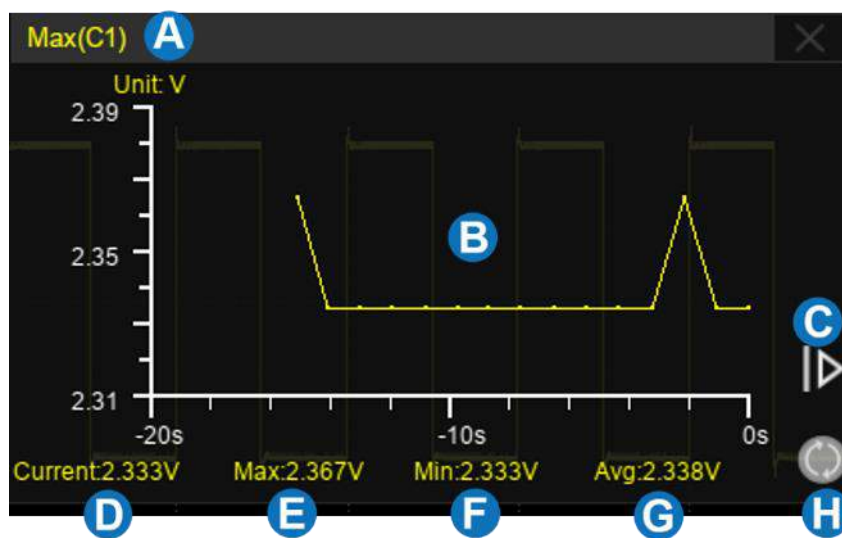 Max(C1) A
Unit: V
2.39
B
2.35
C
2.31
-20s -10s 0s
Current:2.333V Max:2.367V Min:2.333V Avg:2.338V
D E F G H